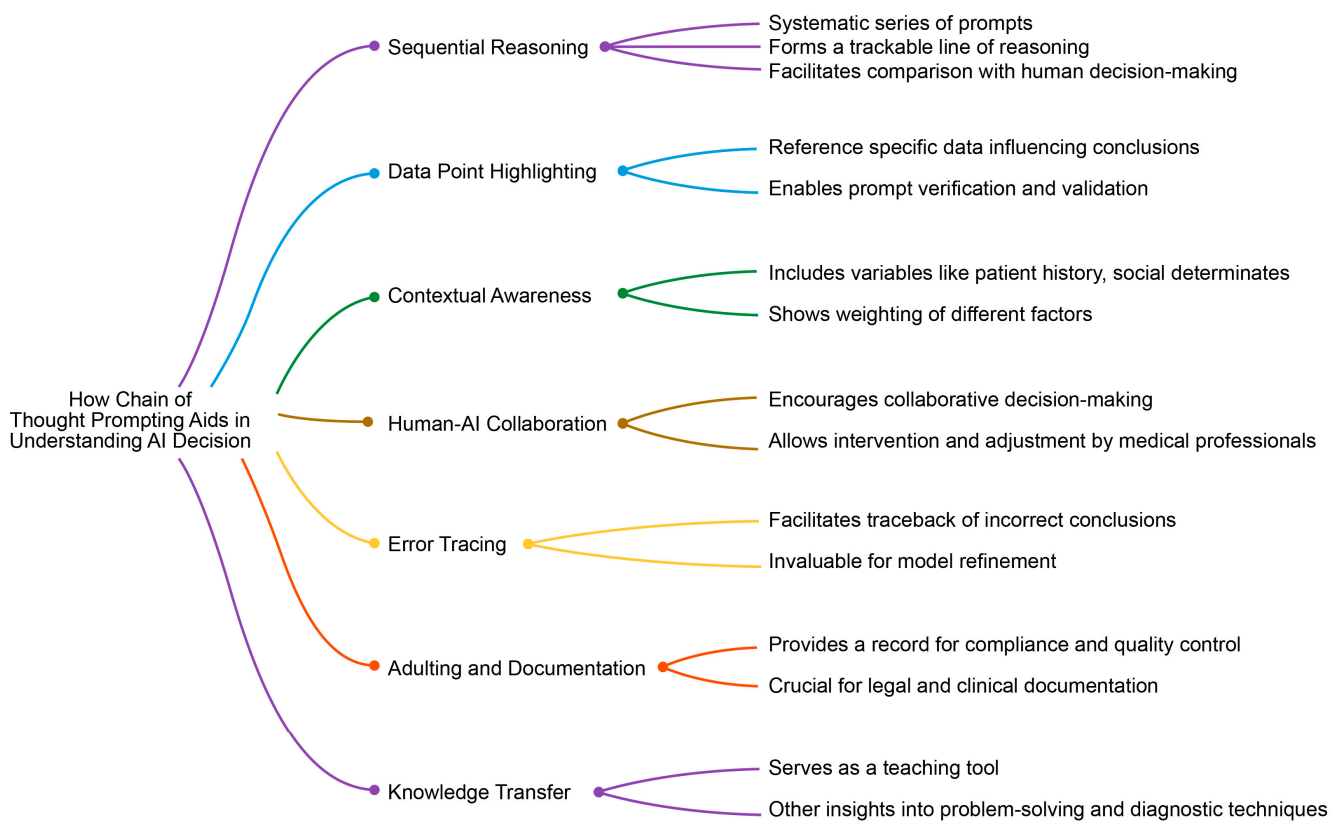 How Chain of
Thought Prompting Aids in
Understanding AI Decision
Sequential Reasoning
Systematic series of prompts
Forms a trackable line of reasoning
Facilitates comparison with human decision-making
Data Point Highlighting
Reference specific data influencing conclusions
Enables prompt verification and validation
Contextual Awareness
Includes variables like patient history, social determinates
Shows weighting of different factors
Human-AI Collaboration
Encourages collaborative decision-making
Allows intervention and adjustment by medical professionals
Error Tracing
Facilitates traceback of incorrect conclusions
Invaluable for model refinement
Adulting and Documentation
Provides a record for compliance and quality control
Crucial for legal and clinical documentation
Knowledge Transfer
Serves as a teaching tool
Other insights into problem-solving and diagnostic techniques